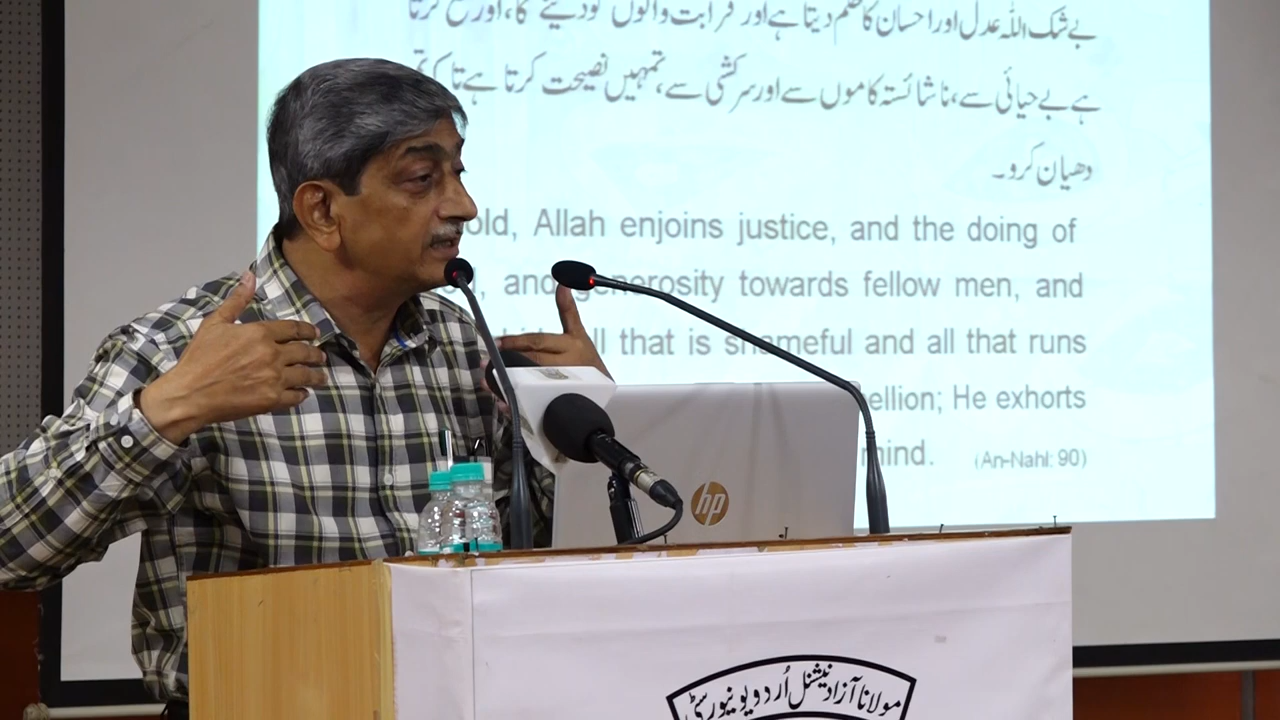 بے شک اللہ عدل اور احسان کا حکم دیتا ہے اور قرابت والوں کو دینے کا، اور منع کرتا
ہے بے حیائی سے، ناشائستہ کاموں سے اور سرکشی سے، تمہیں نصیحت کرتا ہے تاکہ تم
دھیان کرو۔
old, Allah enjoins justice, and the doing of
and generosity towards fellow men, and
all that is shameful and all that runs
ellion; He exhorts
mind. (An-Nahl: 90)
hp
مولانا آزاد نیشنل اُردو یونیورسٹی